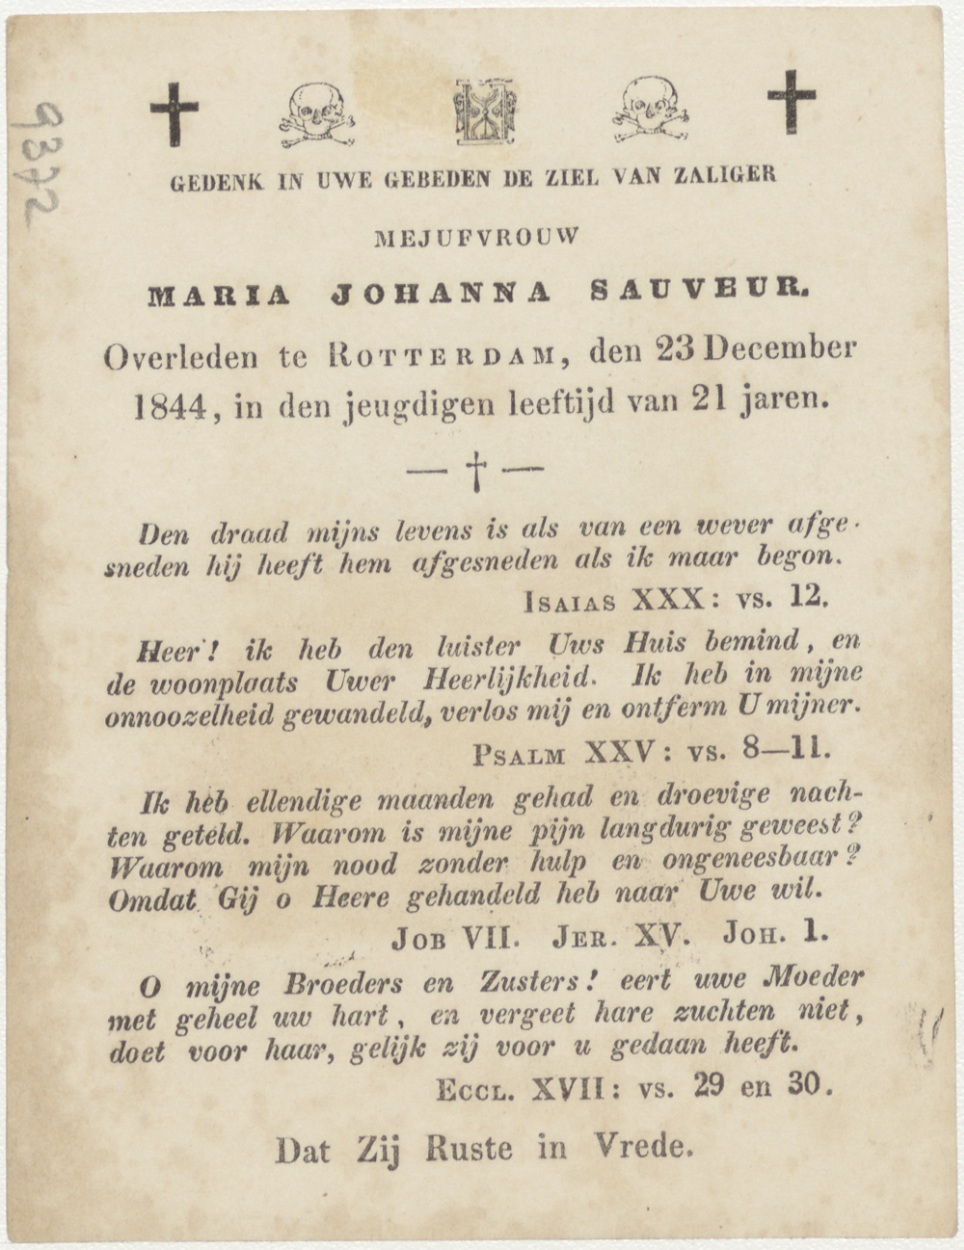 GEDENK IN UWE GEBEDEN DE ZIEL VAN ZALIGER
MEJUFVROUW
MARIA JOHANNA SAUVEUR.
Overleden te ROTTERDAM, den 23 December
1844, in den jeugdigen leeftijd van 21 jaren.
— † —
Den draad mijns levens is als van een wever afge-
sneden hij heeft hem afgesneden als ik maar begon.
ISAIAS XXX: vs. 12.
Heer! ik heb den luister Uws Huis bemind, en
de woonplaats Uwer Heerlijkheid. Ik heb in mijne
onnoozelheid gewandeld, verlos mij en ontferm U mijner.
PSALM XXV: vs. 8—11.
Ik heb ellendige maanden gehad en droevige nach-
ten geteld. Waarom is mijne pijn langdurig geweest?
Waarom mijn nood zonder hulp en ongeneesbaar?
Omdat Gij o Heere gehandeld heb naar Uwe wil.
JOB VII. JER. XV. JOH. 1.
O mijne Broeders en Zusters! eert uwe Moeder
met geheel uw hart, en vergeet hare zuchten niet,
doet voor haar, gelijk zij voor u gedaan heeft.
ECCL. XVII: vs. 29 en 30.
Dat Zij Ruste in Vrede.
9372